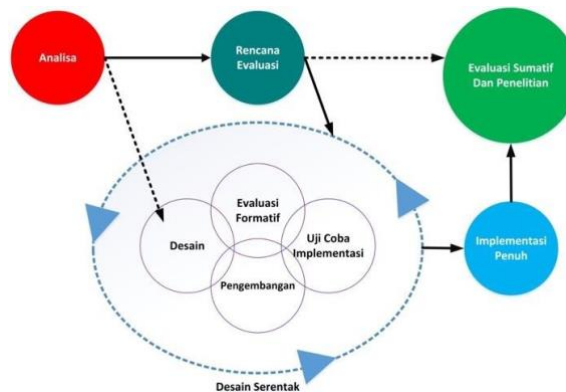 Analisa
Rencana
Evaluasi
Evaluasi Sumatif
Dan Penelitian
Evaluasi
Formatif
Desain
Uji Coba
Implementasi
Pengembangan
Implementasi
Penuh
Desain Serentak